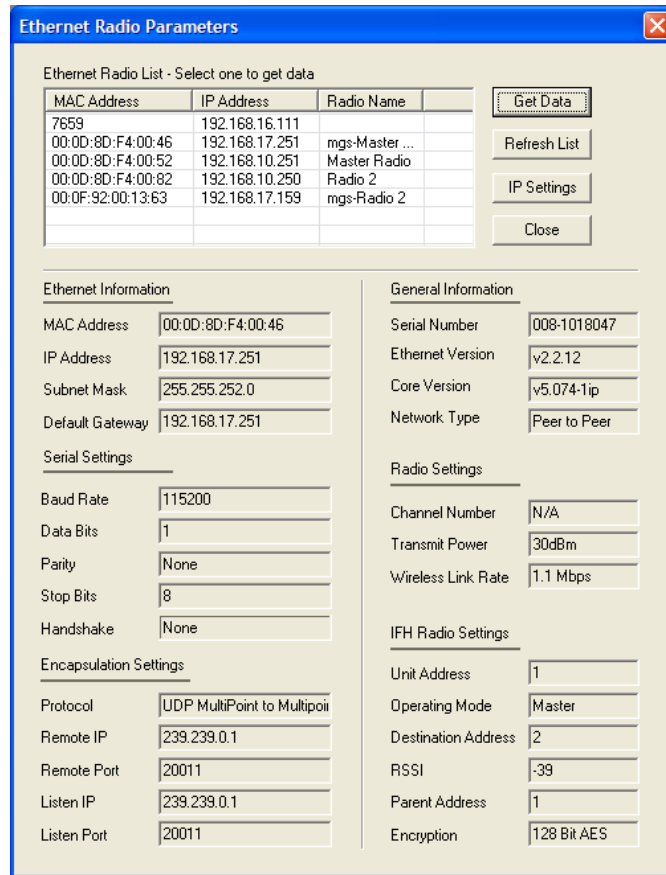 Ethernet Radio Parameters
Ethernet Radio List - Select one to get data
MAC Address IP Address Radio Name
7659 192.168.16.111
00:0D:8D:F4:00:46 192.168.17.251 mgs-Master ...
00:0D:8D:F4:00:52 192.168.10.251 Master Radio
00:0D:8D:F4:00:82 192.168.10.250 Radio 2
00:0F:92:00:13:63 192.168.17.159 mgs-Radio 2
Get Data
Refresh List
IP Settings
Close
Ethernet Information
MAC Address 00:0D:8D:F4:00:46
IP Address 192.168.17.251
Subnet Mask 255.255.252.0
Default Gateway 192.168.17.251
Serial Settings
Baud Rate 115200
Data Bits 1
Parity None
Stop Bits 8
Handshake None
Encapsulation Settings
Protocol UDP MultiPoint to Multipoi
Remote IP 239.239.0.1
Remote Port 20011
Listen IP 239.239.0.1
Listen Port 20011
General Information
Serial Number 008-1018047
Ethernet Version v2.2.12
Core Version v5.074-1ip
Network Type Peer to Peer
Radio Settings
Channel Number N/A
Transmit Power 30dBm
Wireless Link Rate 1.1 Mbps
IFH Radio Settings
Unit Address 1
Operating Mode Master
Destination Address 2
RSSI -39
Parent Address 1
Encryption 128 Bit AES